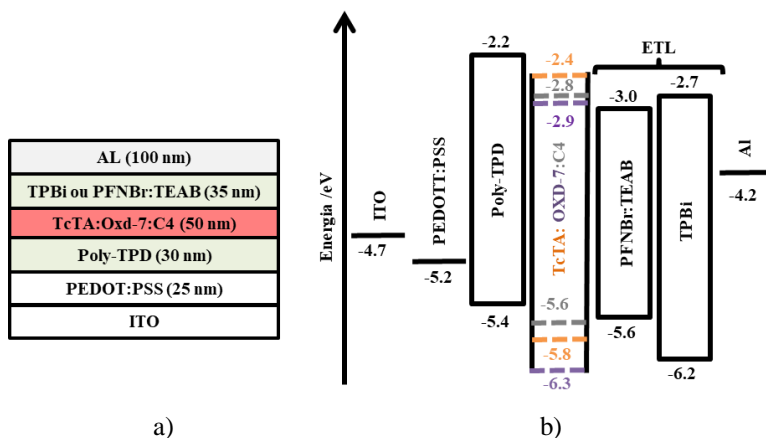 AL (100 nm)
TPBi ou PFNBr:TEAB (35 nm)
TcTA:Oxd-7:C4 (50 nm)
Poly-TPD (30 nm)
PEDOT:PSS (25 nm)
ITO
a)
Energia /eV
ITO
-4.7
PEDOTT:PSS
-5.2
-2.2
Poly-TPD
-5.4
-2.4
-2.8
-2.9
TcTA: OXD-7:C4
-5.6
-5.8
-6.3
ETL
-3.0
PFNBr:TEAB
-5.6
-2.7
TPBi
-6.2
Al
-4.2
b)